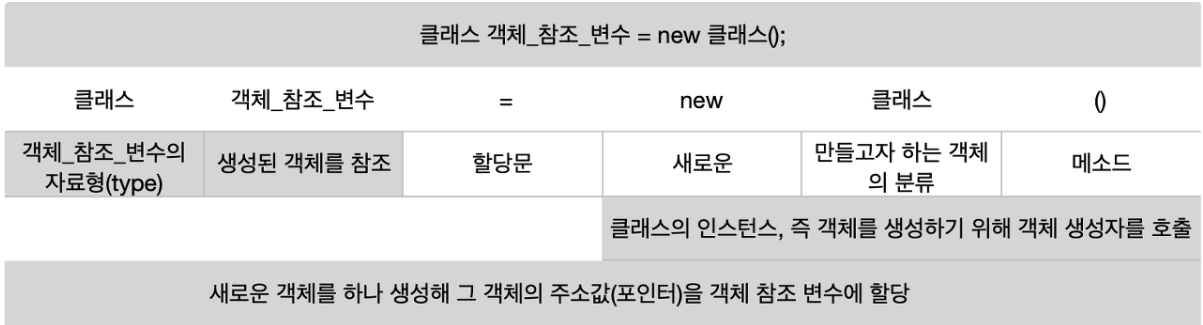 클래스 객체_참조_변수 = new 클래스();
클래스 객체_참조_변수 = new 클래스 ()
객체_참조_변수의 자료형(type) 생성된 객체를 참조 할당문 새로운 만들고자 하는 객체의 분류 메소드
클래스의 인스턴스, 즉 객체를 생성하기 위해 객체 생성자를 호출
새로운 객체를 하나 생성해 그 객체의 주소값(포인터)을 객체 참조 변수에 할당